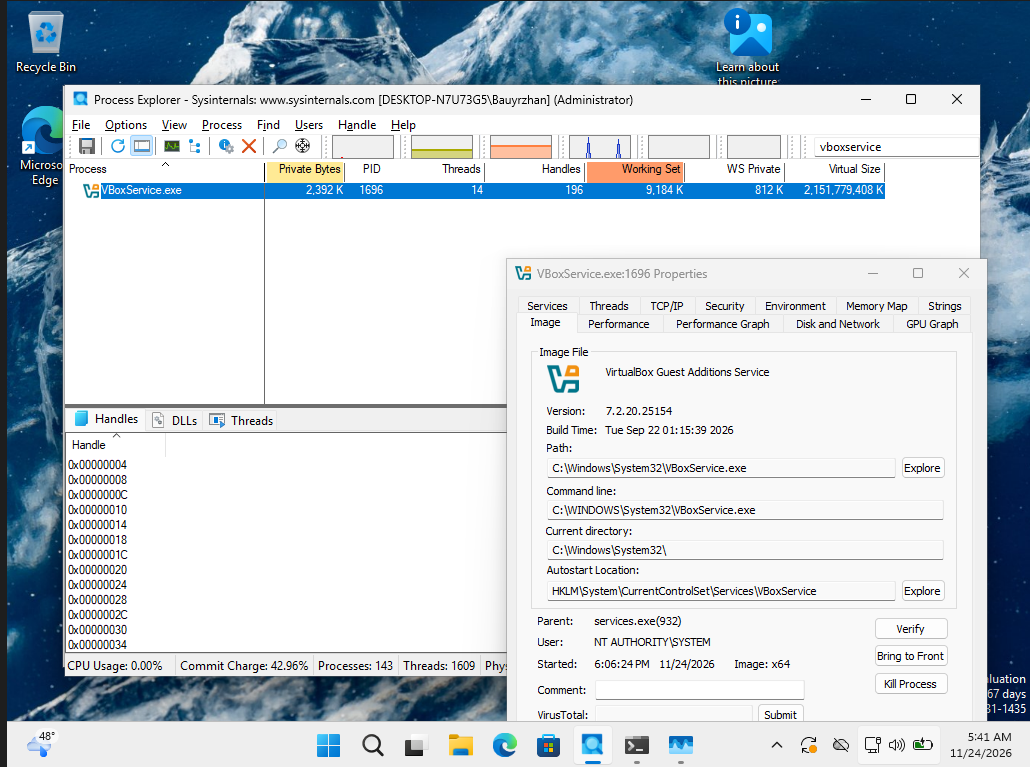 Recycle Bin
Learn about
this picture
Microso
Edge
Process Explorer - Sysinternals: www.sysinternals.com [DESKTOP-N7U73G5\Bauyrzhan] (Administrator)
File Options View Process Find Users Handle Help
vboxservice
Process Private Bytes PID Threads Handles Working Set WS Private Virtual Size
VBoxService.exe 2,392 K 1696 14 196 9,184 K 812 K 2,151,779,408 K
Handles DLLs Threads
Handle
0x00000004
0x00000008
0x0000000C
0x00000010
0x00000014
0x00000018
0x0000001C
0x00000020
0x00000024
0x00000028
0x0000002C
0x00000030
0x00000034
CPU Usage: 0.00% Commit Charge: 42.96% Processes: 143 Threads: 1609 Phys
VBoxService.exe:1696 Properties
Services Threads TCP/IP Security Environment Memory Map Strings
Image Performance Performance Graph Disk and Network GPU Graph
Image File
VirtualBox Guest Additions Service
Version: 7.2.20.25154
Build Time: Tue Sep 22 01:15:39 2026
Path:
C:\Windows\System32\VBoxService.exe Explore
Command line:
C:\WINDOWS\System32\VBoxService.exe
Current directory:
C:\Windows\System32\
Autostart Location:
HKLM\System\CurrentControlSet\Services\VBoxService Explore
Parent: services.exe(932)
User: NT AUTHORITY\SYSTEM
Started: 6:06:24 PM 11/24/2026 Image: x64
Comment:
VirusTotal: Submit
Verify
Bring to Front
Kill Process
luation
67 days
31-1435
48°
5:41 AM
11/24/2026